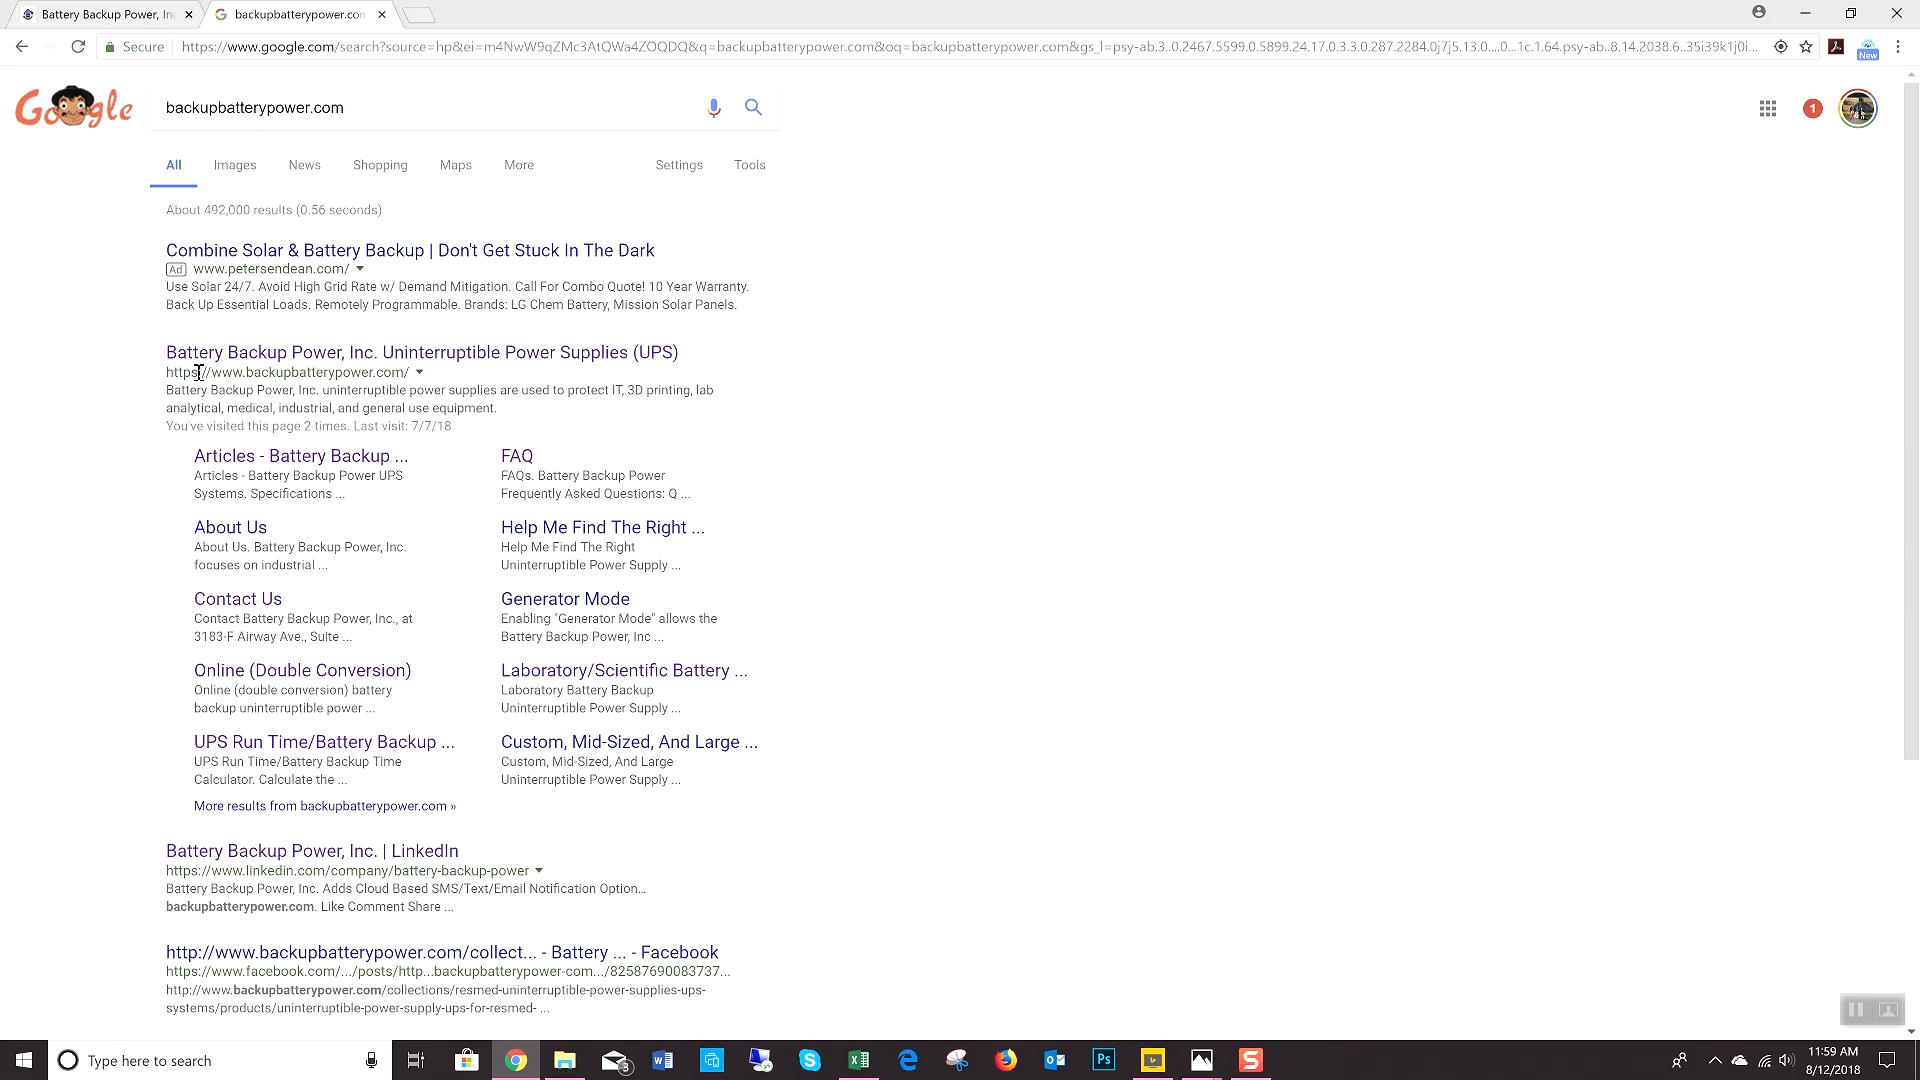 Battery Backup Power, In
backupbatterypower.con
Secure
https://www.google.com/search?source=hp&ei=m4NwW9qZMc3AtQWa4ZOQDQ&q=backupbatterypower.com&oq=backupbatterypower.com&gs_l=psy-ab.3..0.2467.5599.0.5899.24.17.0.3.3.0.287.2284.0j7j5.13.0....0...1c.1.64.psy-ab..8.14.2038.6..35i39k1j0i...
New
Google
backupbatterypower.com
1
All Images News Shopping Maps More Settings Tools
About 492,000 results (0.56 seconds)
Combine Solar & Battery Backup | Don't Get Stuck In The Dark
Ad www.petersendean.com/
Use Solar 24/7. Avoid High Grid Rate w/ Demand Mitigation. Call For Combo Quote! 10 Year Warranty.
Back Up Essential Loads. Remotely Programmable. Brands: LG Chem Battery, Mission Solar Panels.
Battery Backup Power, Inc. Uninterruptible Power Supplies (UPS)
https://www.backupbatterypower.com/
Battery Backup Power, Inc. uninterruptible power supplies are used to protect IT, 3D printing, lab
analytical, medical, industrial, and general use equipment.
You've visited this page 2 times. Last visit: 7/7/18
Articles - Battery Backup ...
Articles - Battery Backup Power UPS
Systems. Specifications ...
FAQ
FAQs. Battery Backup Power
Frequently Asked Questions: Q ...
About Us
About Us. Battery Backup Power, Inc.
focuses on industrial ...
Help Me Find The Right ...
Help Me Find The Right
Uninterruptible Power Supply ...
Contact Us
Contact Battery Backup Power, Inc., at
3183-F Airway Ave., Suite ...
Generator Mode
Enabling "Generator Mode" allows the
Battery Backup Power, Inc ...
Online (Double Conversion)
Online (double conversion) battery
backup uninterruptible power ...
Laboratory/Scientific Battery ...
Laboratory Battery Backup
Uninterruptible Power Supply ...
UPS Run Time/Battery Backup ...
UPS Run Time/Battery Backup Time
Calculator. Calculate the ...
Custom, Mid-Sized, And Large ...
Custom, Mid-Sized, And Large
Uninterruptible Power Supply ...
More results from backupbatterypower.com »
Battery Backup Power, Inc. | LinkedIn
https://www.linkedin.com/company/battery-backup-power
Battery Backup Power, Inc. Adds Cloud Based SMS/Text/Email Notification Option...
backupbatterypower.com. Like Comment Share ...
http://www.backupbatterypower.com/collect... - Battery ... - Facebook
https://www.facebook.com/.../posts/http...backupbatterypower-com.../82587690083737...
http://www.backupbatterypower.com/collections/resmed-uninterruptible-power-supplies-ups-
systems/products/uninterruptible-power-supply-ups-for-resmed- ...
Type here to search
3
Ps
S
11:59 AM
8/12/2018